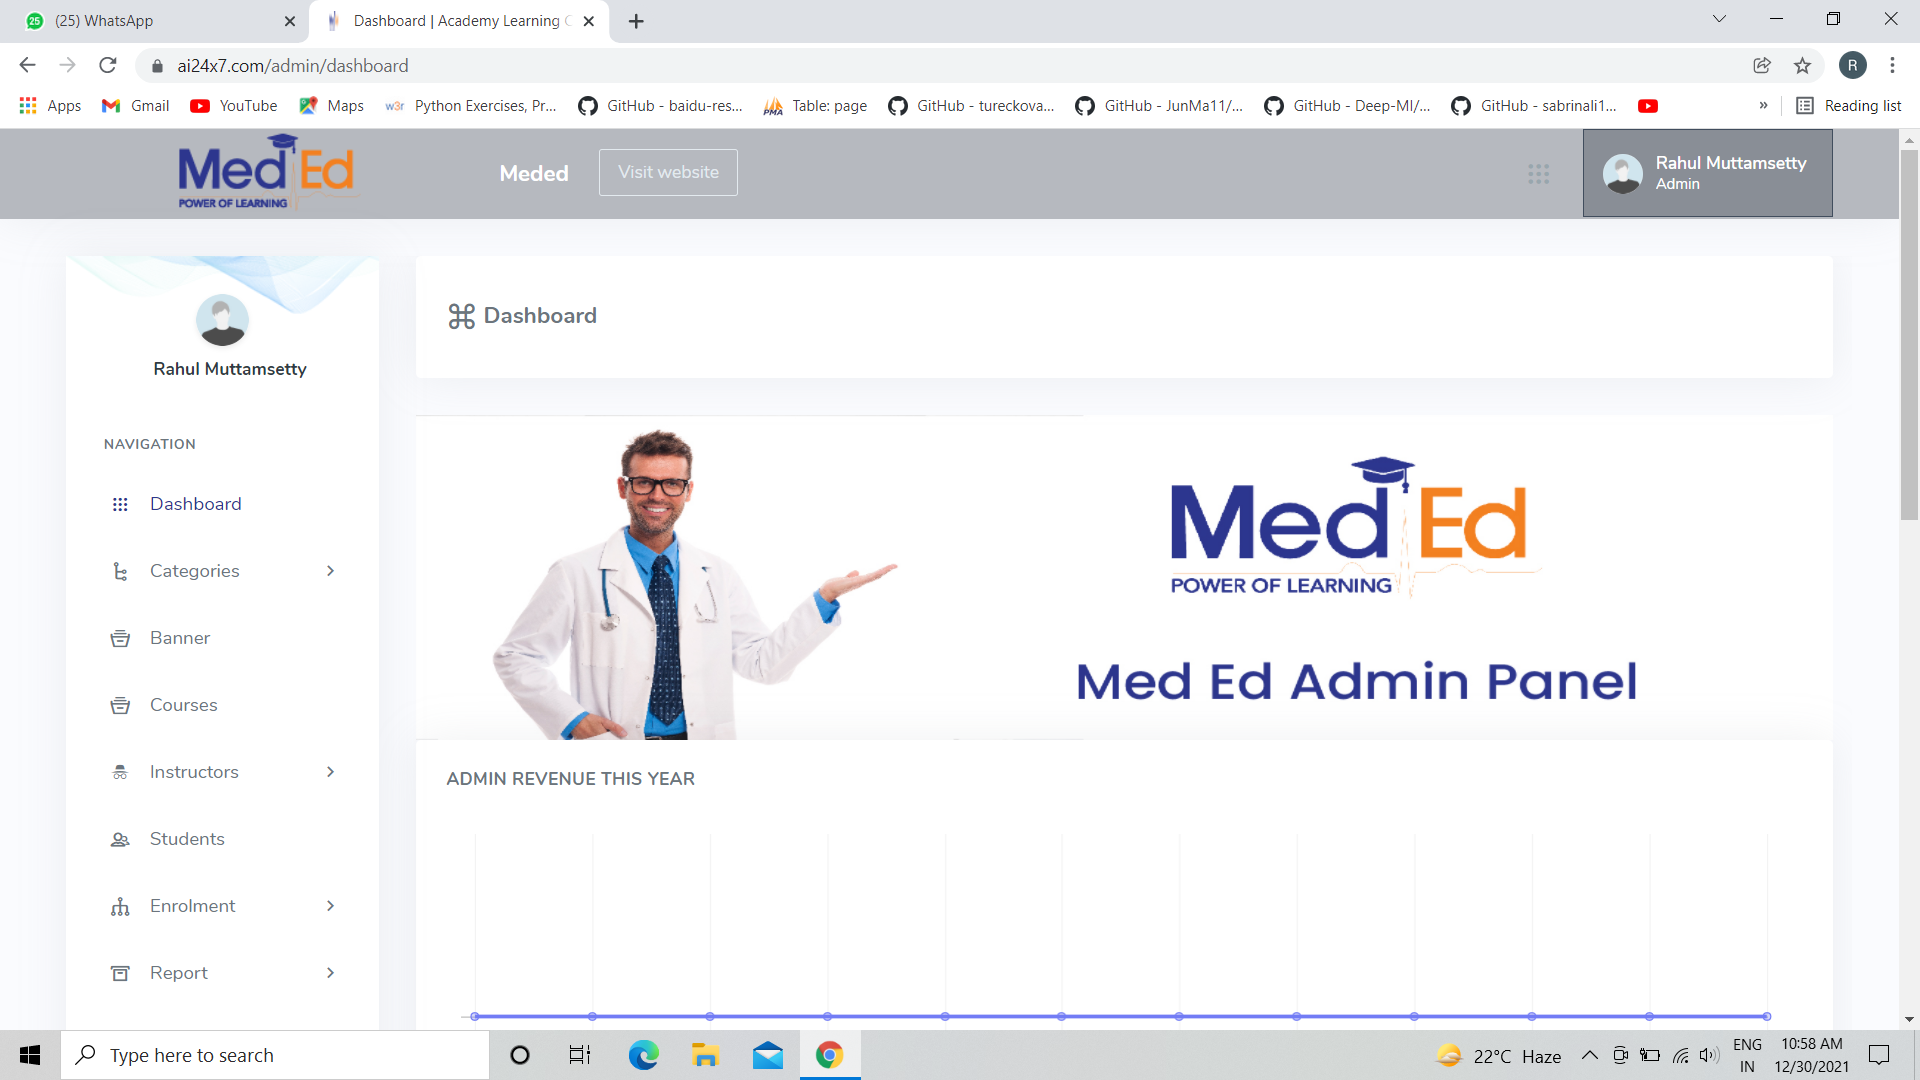 (25) WhatsApp
Dashboard | Academy Learning
ai24x7.com/admin/dashboard
R
Apps
Gmail
YouTube
Maps
w3r Python Exercises, Pr...
GitHub - baidu-res...
PMA Table: page
GitHub - tureckova...
GitHub - JunMa11/...
GitHub - Deep-MI/...
GitHub - sabrinali1...
»
Reading list
Med Ed
POWER OF LEARNING
Meded
Visit website
Rahul Muttamsetty
Admin
Rahul Muttamsetty
NAVIGATION
Dashboard
Categories
Banner
Courses
Instructors
Students
Enrolment
Report
Dashboard
Med Ed
POWER OF LEARNING
Med Ed Admin Panel
ADMIN REVENUE THIS YEAR
Type here to search
22°C Haze
ENG
IN
10:58 AM
12/30/2021